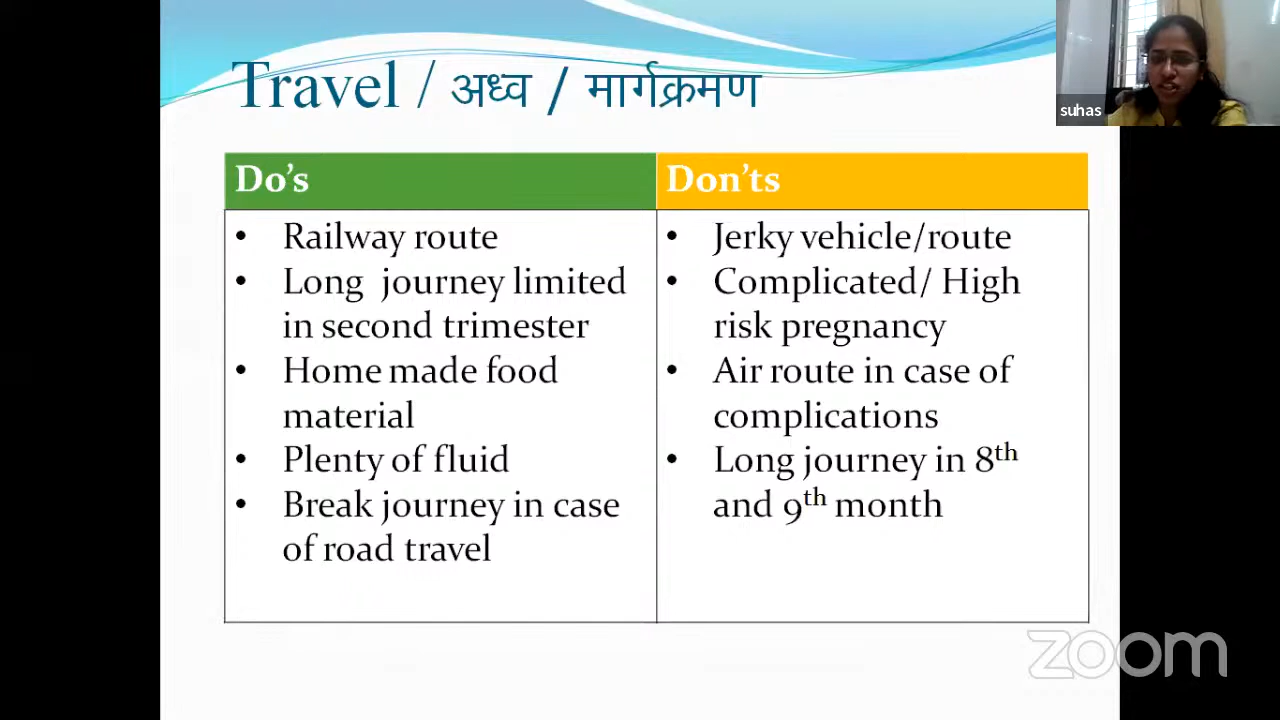 Travel / अध्व / मार्गक्रमण
suhas
Do’s
Don’ts
• Railway route
• Long journey limited
in second trimester
• Home made food
material
• Plenty of fluid
• Break journey in case
of road travel
• Jerky vehicle/route
• Complicated/ High
risk pregnancy
• Air route in case of
complications
• Long journey in 8th
and 9th month
zoom